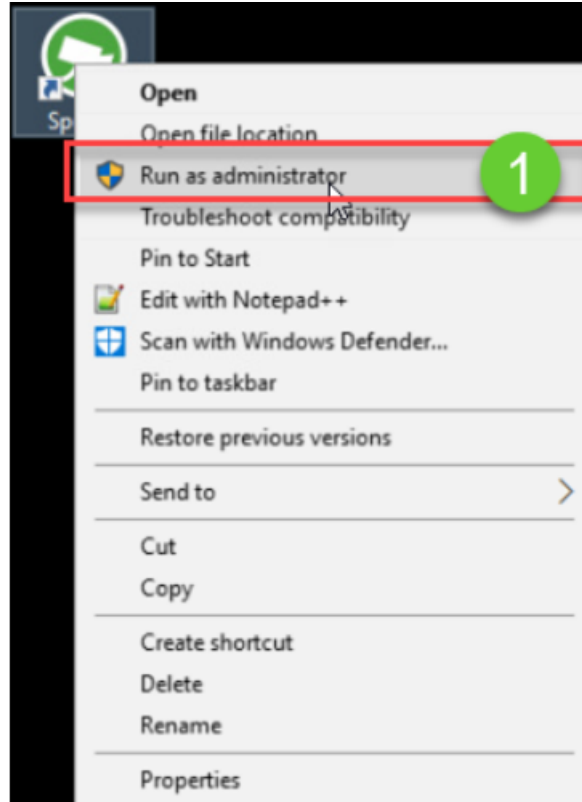 Sp
Open
Open file location
Run as administrator
1
Troubleshoot compatibility
Pin to Start
Edit with Notepad++
Scan with Windows Defender...
Pin to taskbar
Restore previous versions
Send to
Cut
Copy
Create shortcut
Delete
Rename
Properties